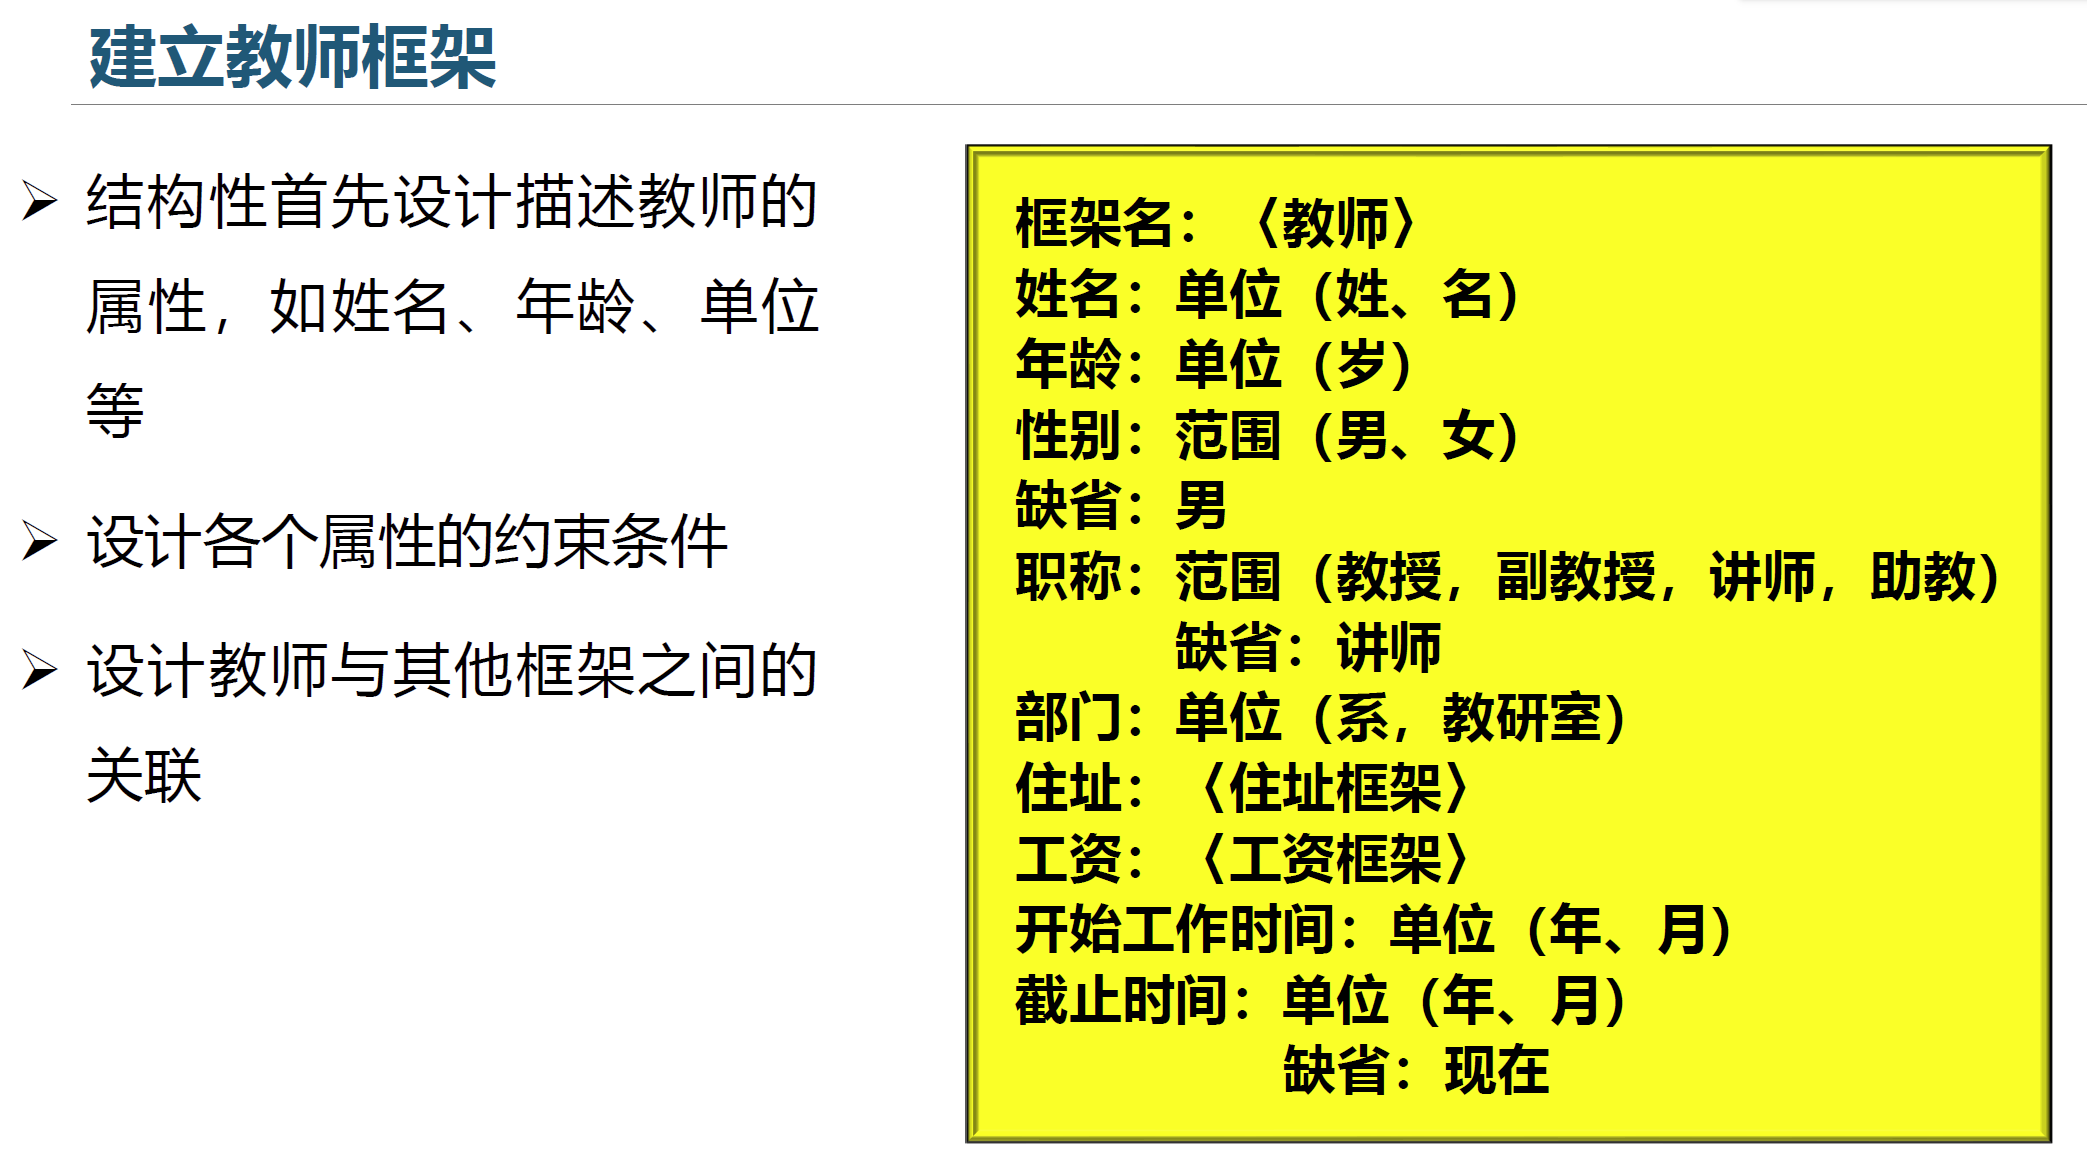 建立教师框架
结构性首先设计描述教师的
属性，如姓名、年龄、单位
等
设计各个属性的约束条件
设计教师与其他框架之间的
关联
框架名：〈教师〉
姓名：单位（姓、名）
年龄：单位（岁）
性别：范围（男、女）
缺省：男
职称：范围（教授，副教授，讲师，助教）
缺省：讲师
部门：单位（系，教研室）
住址：〈住址框架〉
工资：〈工资框架〉
开始工作时间：单位（年、月）
截止时间：单位（年、月）
缺省：现在